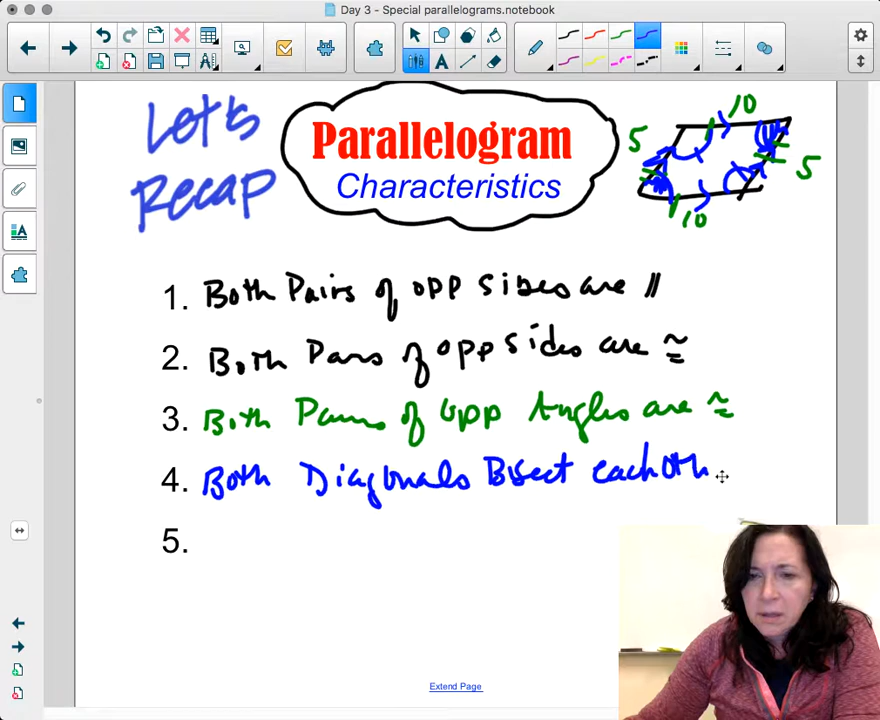 Day 3 - Special parallelograms.notebook
Let's
Recap
Parallelogram
Characteristics
10
5
5
10
1. Both Pairs of opp sides are ||
2. Both Pars of opp sides are ≅
3. Both Pairs of opp Angles are ≅
4. Both Diagonals Bisect each oth
5.
Extend Page